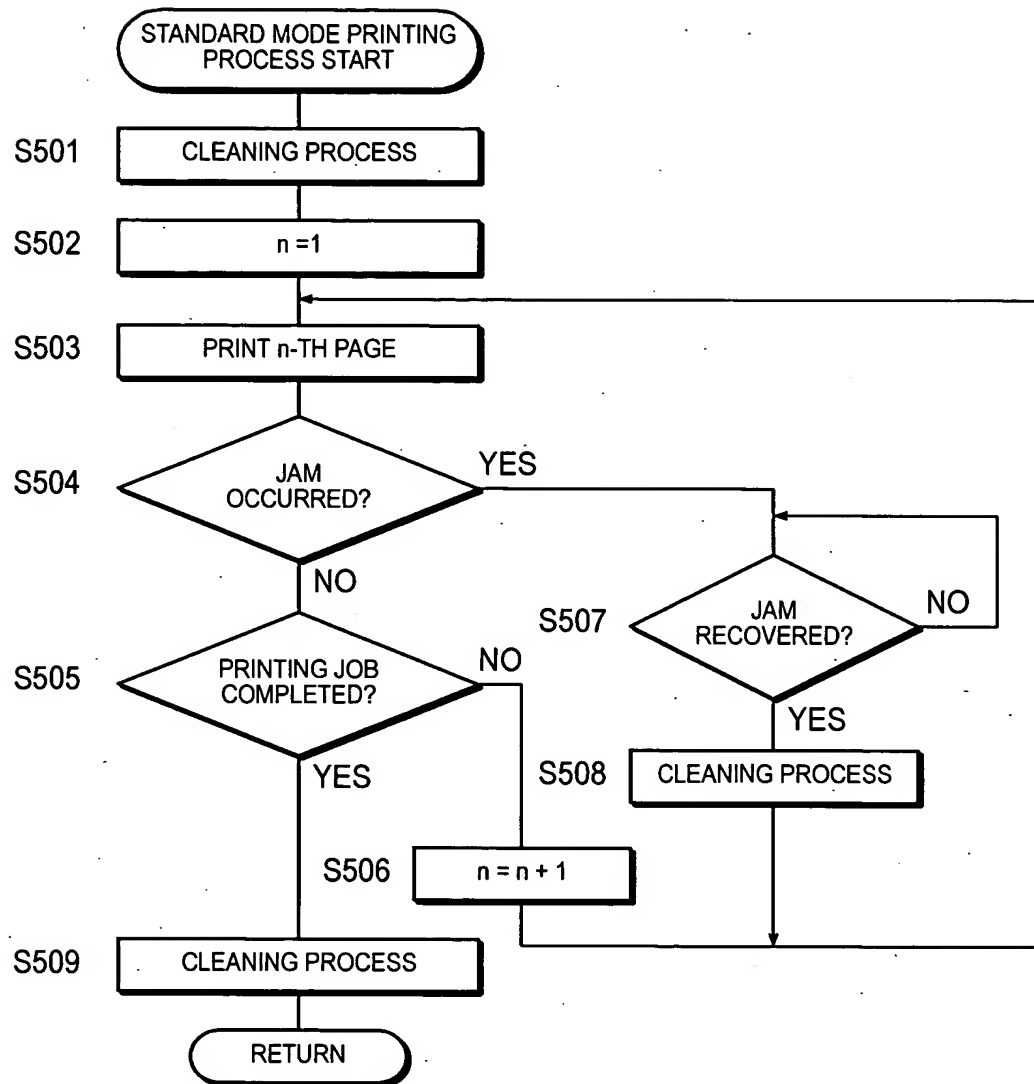 STANDARD MODE PRINTING
PROCESS START
S501
CLEANING PROCESS
S502
n =1
S503
PRINT n-TH PAGE
S504
JAM
OCCURRED?
YES
NO
S507
JAM
RECOVERED?
NO
YES
S505
PRINTING JOB
COMPLETED?
NO
YES
S508
CLEANING PROCESS
S506
n = n + 1
S509
CLEANING PROCESS
RETURN